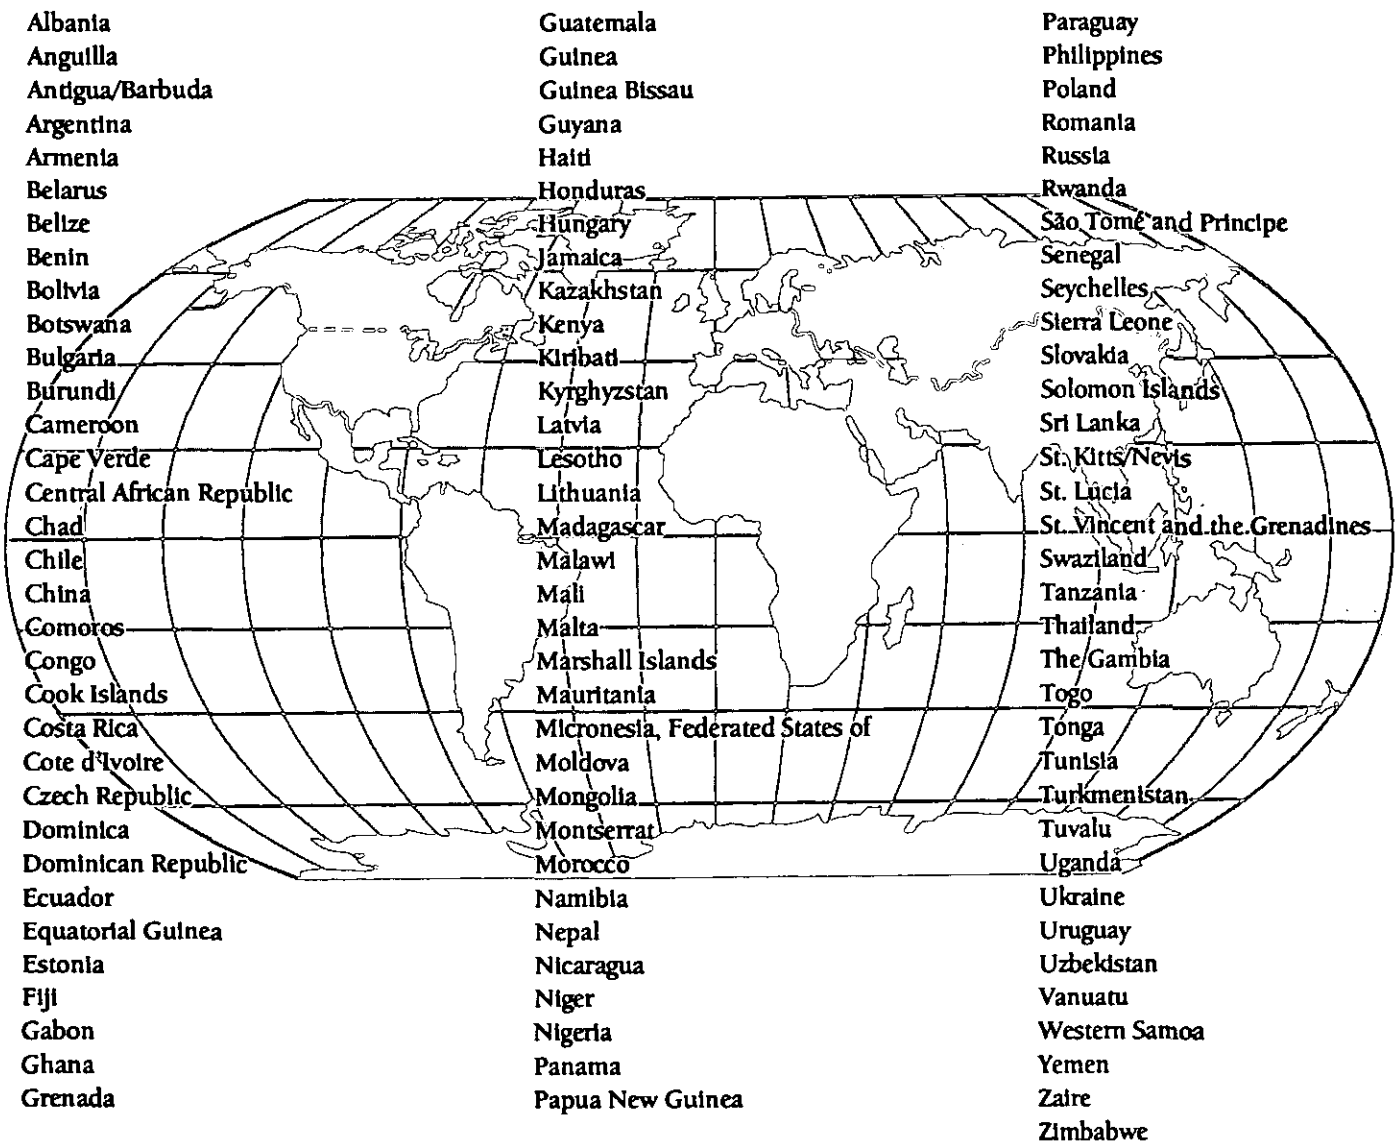 Albania
Anguilla
Antigua/Barbuda
Argentina
Armenia
Belarus
Belize
Benin
Bolivia
Botswana
Bulgaria
Burundi
Cameroon
Cape Verde
Central African Republic
Chad
Chile
China
Comoros
Congo
Cook Islands
Costa Rica
Cote d'Ivoire
Czech Republic
Dominica
Dominican Republic
Ecuador
Equatorial Guinea
Estonia
Fiji
Gabon
Ghana
Grenada
Guatemala
Guinea
Guinea Bissau
Guyana
Haiti
Honduras
Hungary
Jamaica
Kazakhstan
Kenya
Kiribati
Kyrghyzstan
Latvia
Lesotho
Lithuania
Madagascar
Malawi
Mali
Malta
Marshall Islands
Mauritania
Micronesia, Federated States of
Moldova
Mongolia
Montserrat
Morocco
Namibia
Nepal
Nicaragua
Niger
Nigeria
Panama
Papua New Guinea
Paraguay
Philippines
Poland
Romania
Russia
Rwanda
São Tomé and Principe
Senegal
Seychelles
Sierra Leone
Slovakia
Solomon Islands
Sri Lanka
St. Kitts/Nevis
St. Lucia
St. Vincent and the Grenadines
Swaziland
Tanzania
Thailand
The Gambia
Togo
Tonga
Tunisia
Turkmenistan
Tuvalu
Uganda
Ukraine
Uruguay
Uzbekistan
Vanuatu
Western Samoa
Yemen
Zaire
Zimbabwe